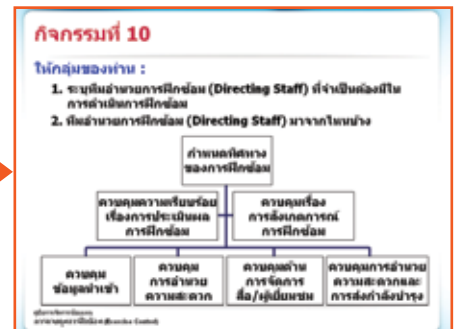 กิจกรรมที่ 10
ให้กลุ่มของท่าน :
1. ระบุทีมอำนวยการฝึกซ้อม (Directing Staff) ที่จำเป็นต้องมีใน
การดำเนินการฝึกซ้อม
2. ทีมอำนวยการฝึกซ้อม (Directing Staff) มาจากไหนบ้าง
กำหนดทิศทาง
ของการฝึกซ้อม
ควบคุมความเรียบร้อย
เรื่องการประเมินผล
การฝึกซ้อม
ควบคุมเรื่อง
การสังเกตการณ์
การฝึกซ้อม
ควบคุม
ข้อมูลนำเข้า
ควบคุม
การอำนวย
ความสะดวก
ควบคุมด้าน
การจัดการ
สื่อ/ผู้เยี่ยมชม
ควบคุมการอำนวย
ความสะดวกและ
การส่งกำลังบำรุง
(Exercise Control)